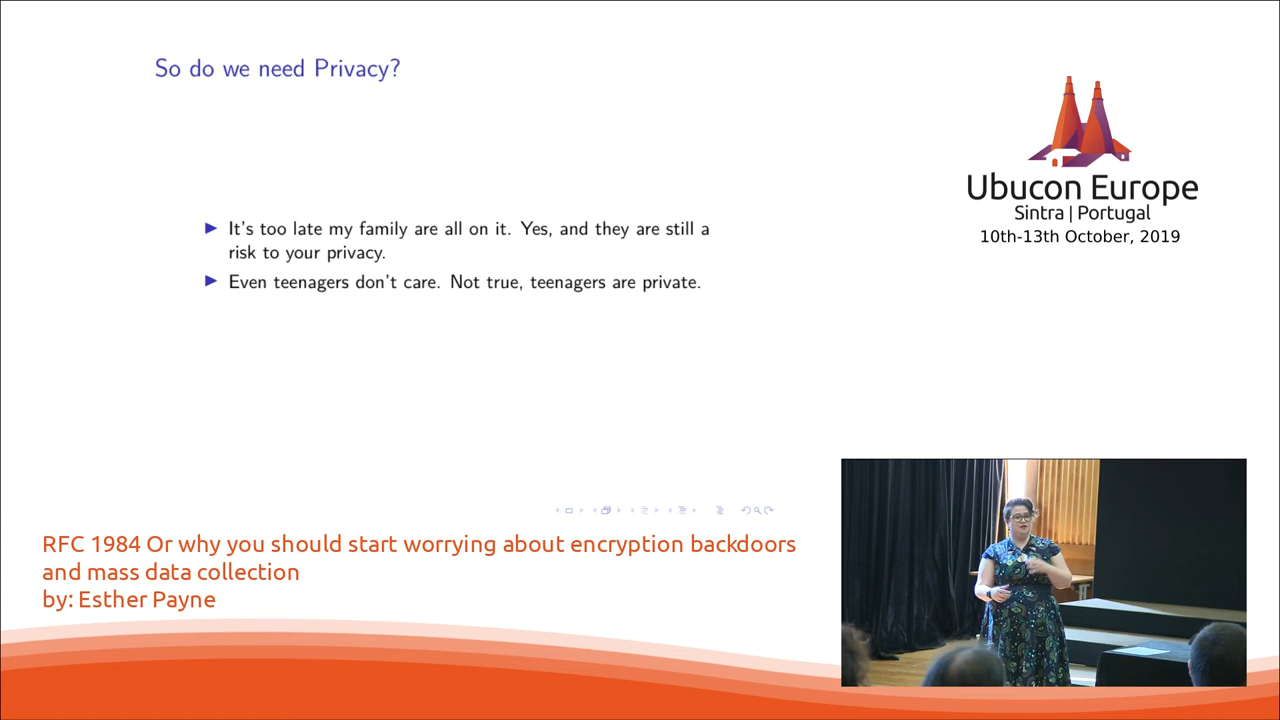 So do we need Privacy?
Ubucon Europe
Sintra | Portugal
10th-13th October, 2019
It's too late my family are all on it. Yes, and they are still a
risk to your privacy.
Even teenagers don't care. Not true, teenagers are private.
RFC 1984 Or why you should start worrying about encryption backdoors
and mass data collection
by: Esther Payne